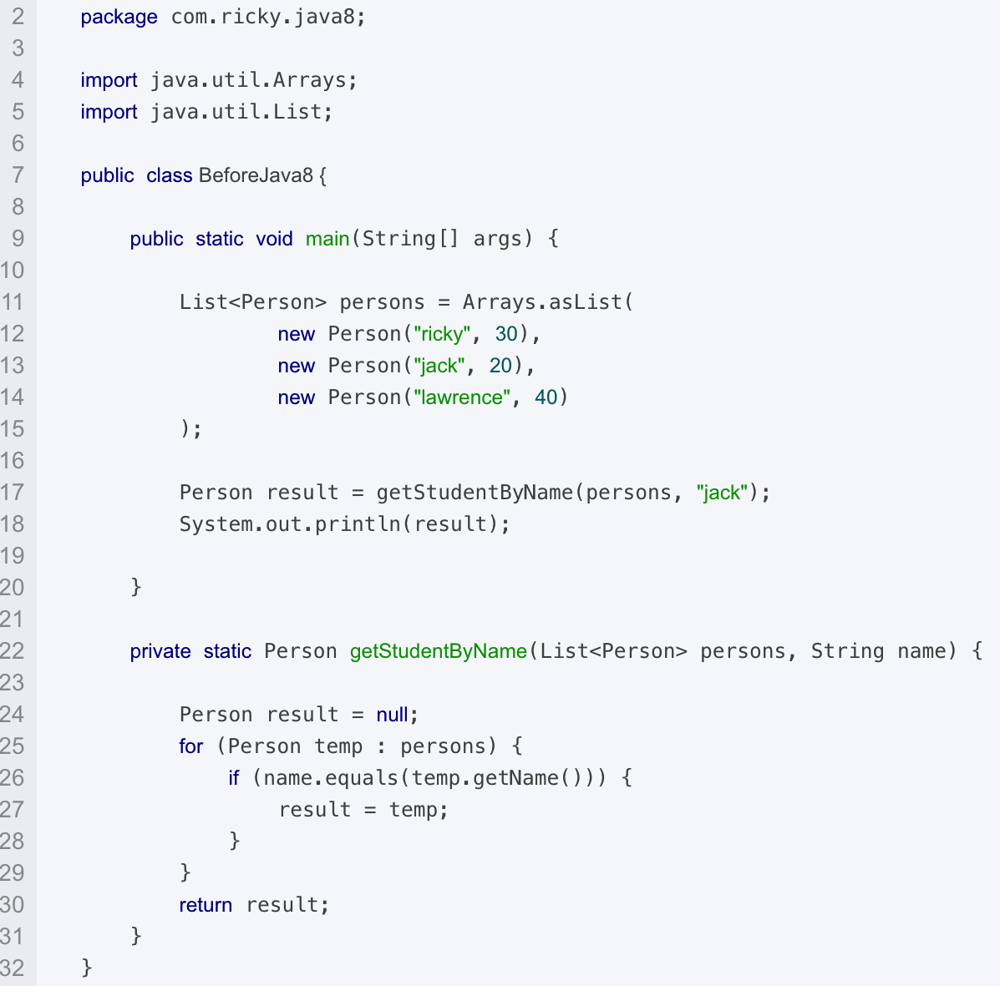 2 package com.ricky.java8;
3
4 import java.util.Arrays;
5 import java.util.List;
6
7 public class BeforeJava8 {
8
9 public static void main(String[] args) {
10
11 List<Person> persons = Arrays.asList(
12 new Person("ricky", 30),
13 new Person("jack", 20),
14 new Person("lawrence", 40)
15 );
16
17 Person result = getStudentByName(persons, "jack");
18 System.out.println(result);
19
20 }
21
22 private static Person getStudentByName(List<Person> persons, String name) {
23
24 Person result = null;
25 for (Person temp : persons) {
26 if (name.equals(temp.getName())) {
27 result = temp;
28 }
29 }
30 return result;
31 }
32 }